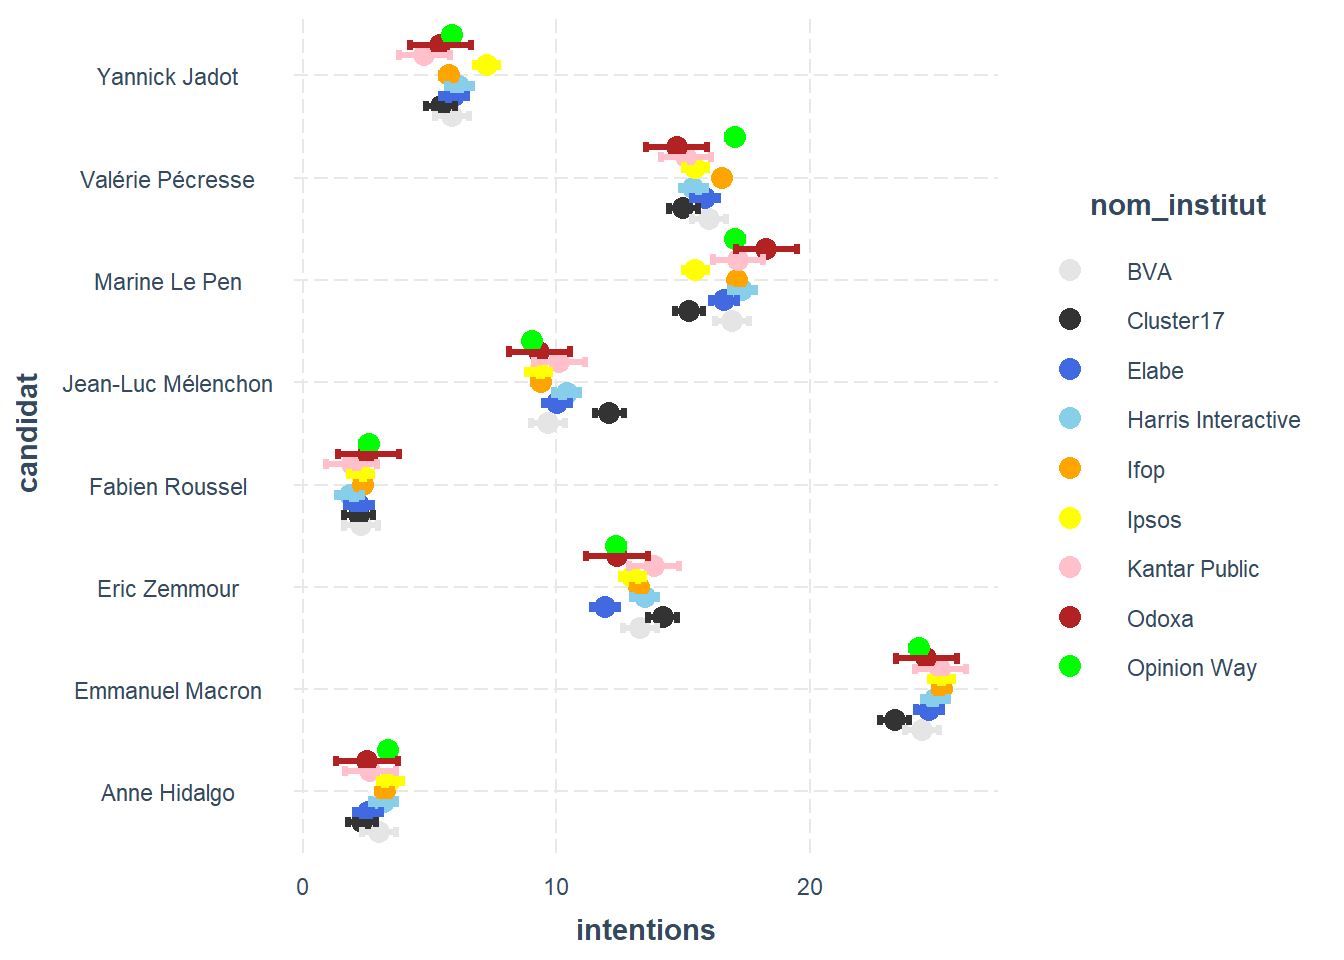 Yannick Jadot
Valérie Pécresse
Marine Le Pen
Jean-Luc Mélenchon
Fabien Roussel
Eric Zemmour
Emmanuel Macron
Anne Hidalgo
candidat
0 10 20
intentions
nom_institut
BVA
Cluster17
Elabe
Harris Interactive
Ifop
Ipsos
Kantar Public
Odoxa
Opinion Way